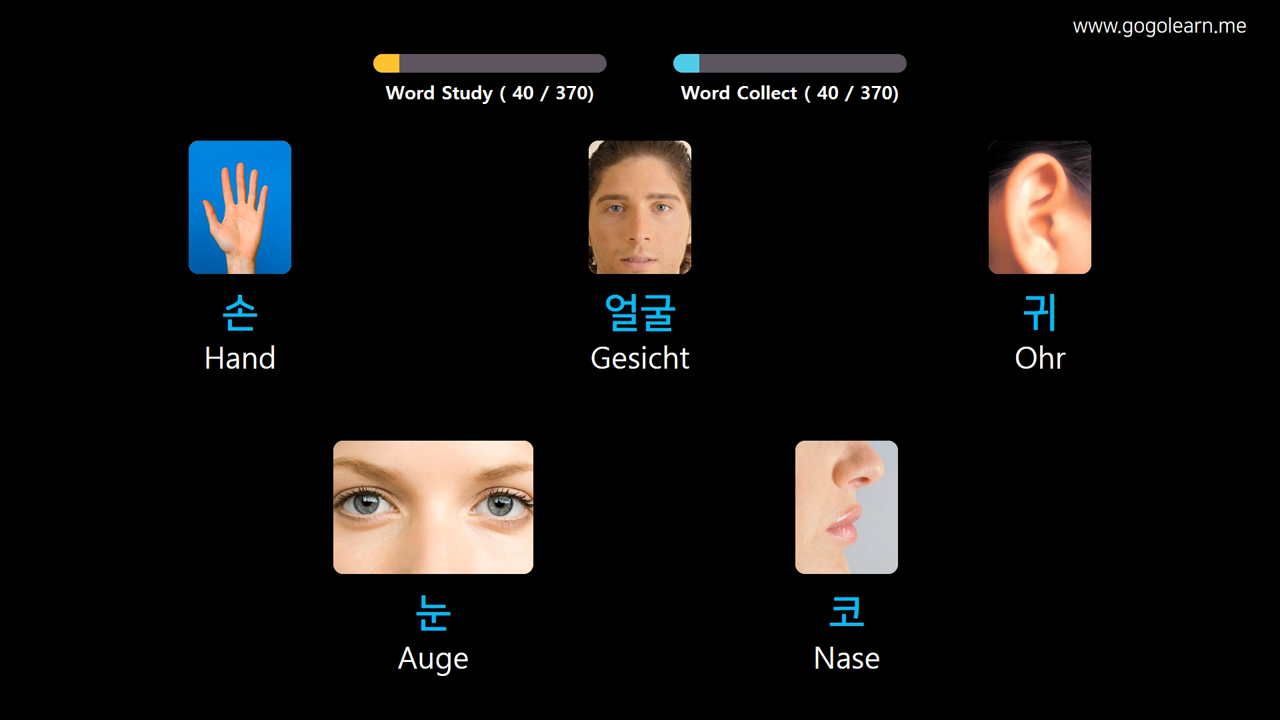 www.gogolearn.me
Word Study ( 40 / 370)
Word Collect ( 40 / 370)
손
Hand
얼굴
Gesicht
귀
Ohr
눈
Auge
코
Nase